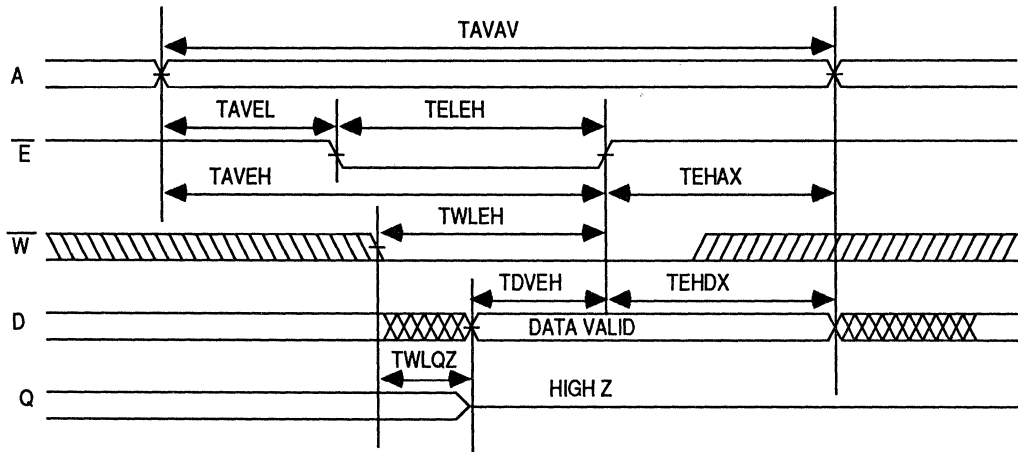 TAVAV
A
TAVEL TELEH
E
TAVEH TEHAX
TWLEH
W
TDVEH TEHDX
D DATA VALID
TWLQZ
Q HIGH Z